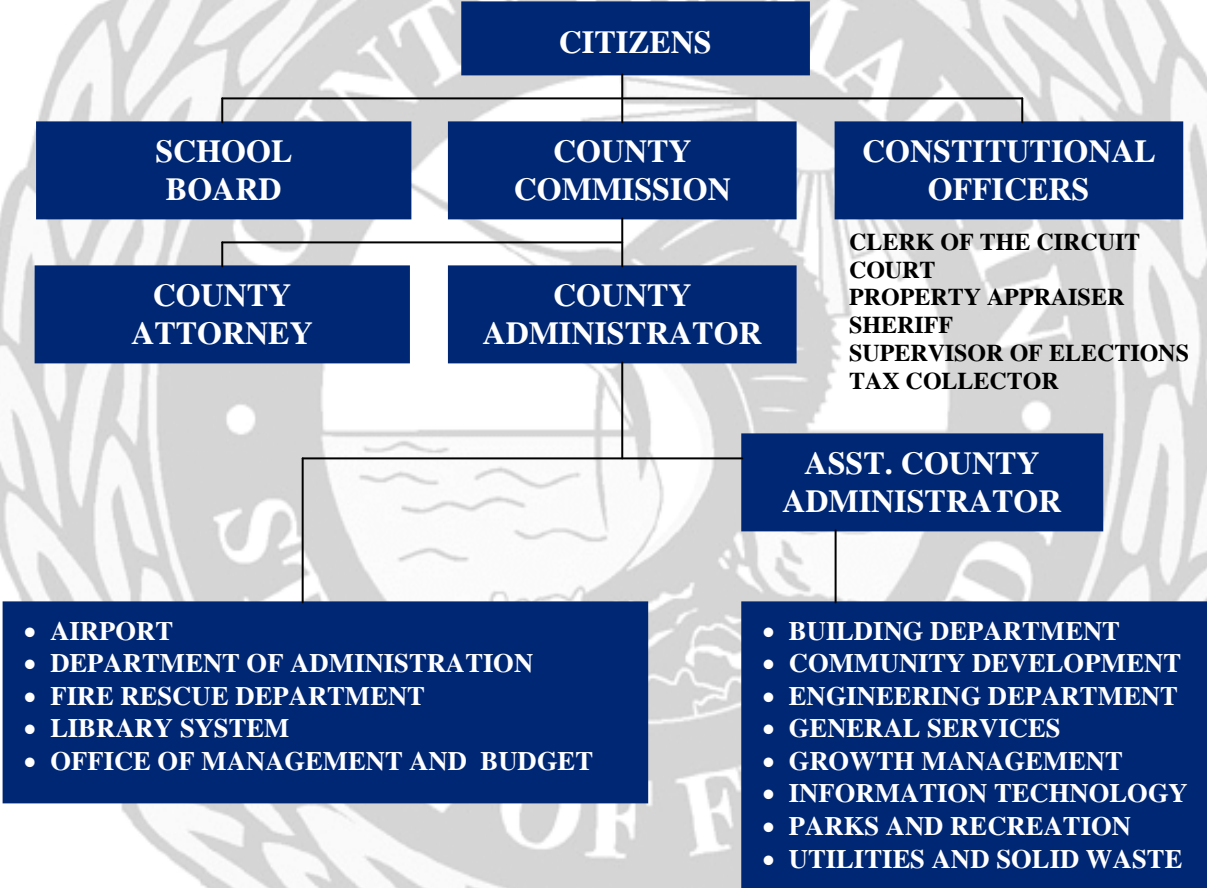 CITIZENS
SCHOOL
BOARD
COUNTY
COMMISSION
CONSTITUTIONAL
OFFICERS
CLERK OF THE CIRCUIT
COURT
PROPERTY APPRAISER
SHERIFF
SUPERVISOR OF ELECTIONS
TAX COLLECTOR
COUNTY
ATTORNEY
COUNTY
ADMINISTRATOR
ASST. COUNTY
ADMINISTRATOR
• AIRPORT
• DEPARTMENT OF ADMINISTRATION
• FIRE RESCUE DEPARTMENT
• LIBRARY SYSTEM
• OFFICE OF MANAGEMENT AND  BUDGET
• BUILDING DEPARTMENT
• COMMUNITY DEVELOPMENT
• ENGINEERING DEPARTMENT
• GENERAL SERVICES
• GROWTH MANAGEMENT
• INFORMATION TECHNOLOGY
• PARKS AND RECREATION
• UTILITIES AND SOLID WASTE